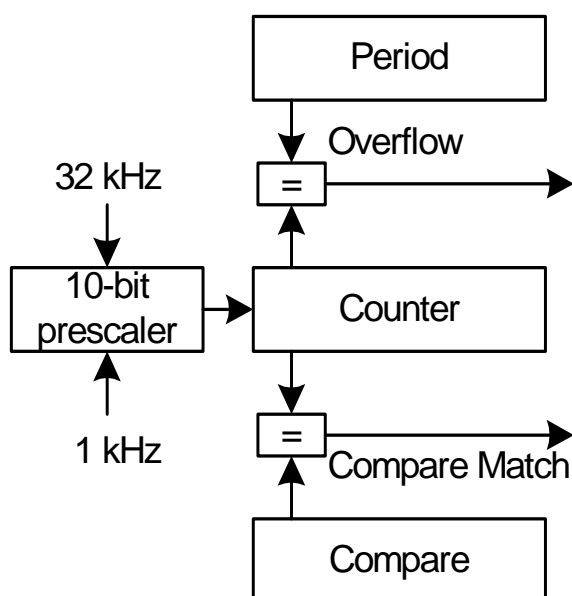 Period
Overflow
=
32 kHz
10-bit
prescaler
Counter
1 kHz
=
Compare Match
Compare